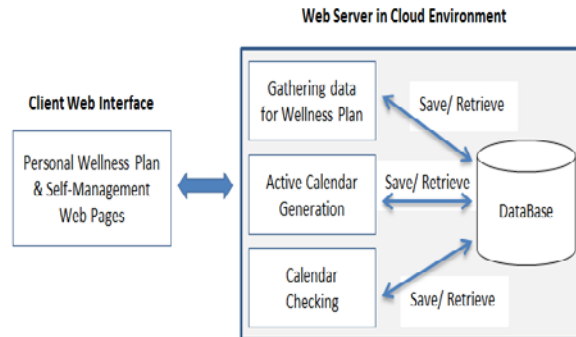 Web Server in Cloud Environment
Client Web Interface
Personal Wellness Plan
& Self-Management
Web Pages
Gathering data
for Wellness Plan
Save/ Retrieve
Active Calendar
Generation
Save/ Retrieve
DataBase
Calendar
Checking
Save/ Retrieve